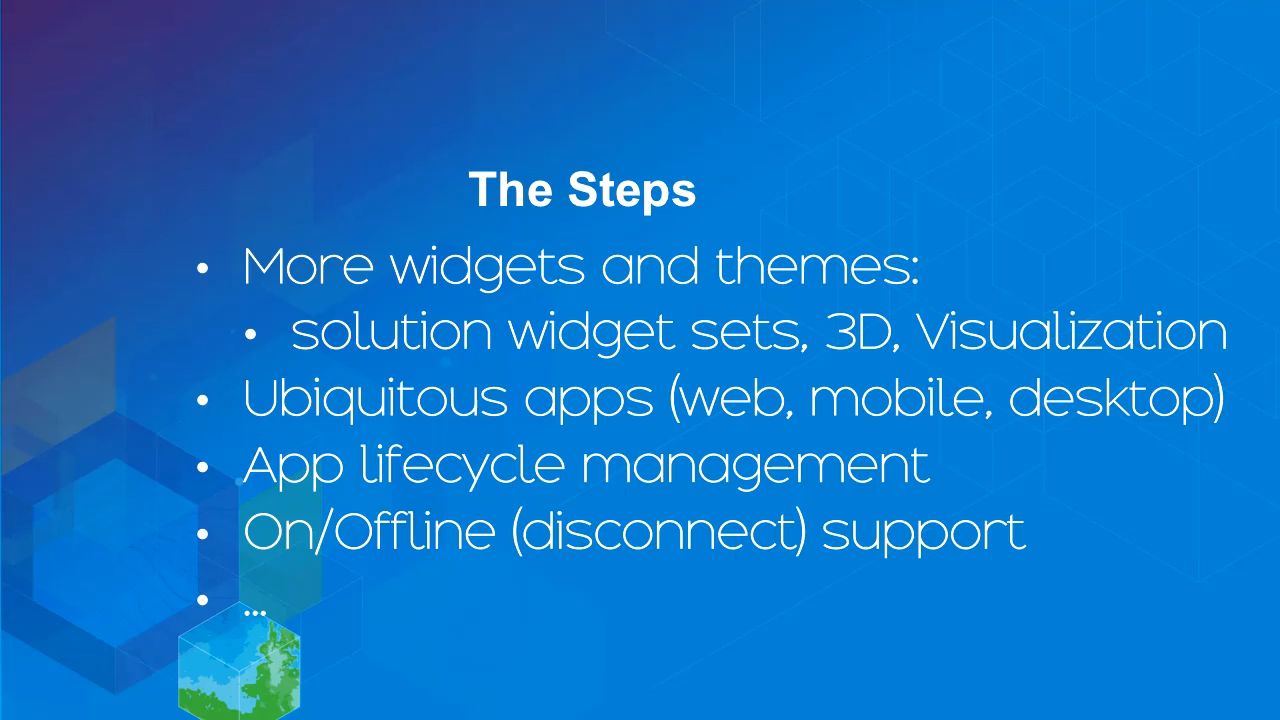 The Steps
• More widgets and themes:
• solution widget sets, 3D, Visualization
• Ubiquitous apps (web, mobile, desktop)
• App lifecycle management
• On/Offline (disconnect) support
• ...